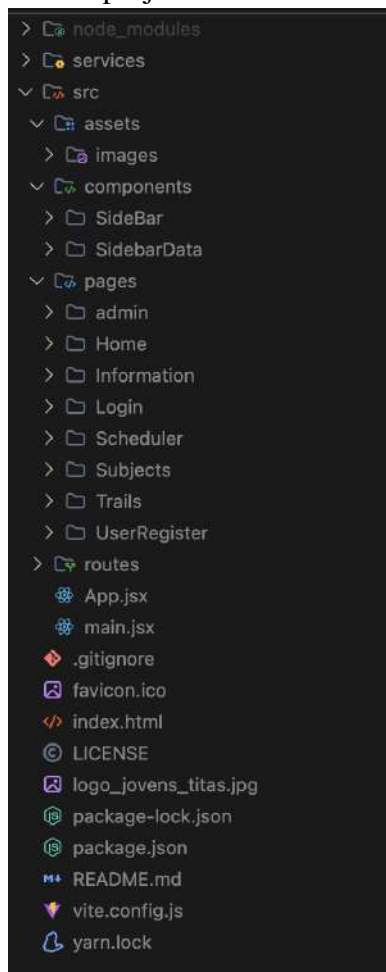 node_modules
services
src
assets
images
components
SideBar
SidebarData
pages
admin
Home
Information
Login
Scheduler
Subjects
Trails
UserRegister
routes
App.jsx
main.jsx
.gitignore
favicon.ico
index.html
LICENSE
logo_jovens_titas.jpg
package-lock.json
package.json
README.md
vite.config.js
yarn.lock